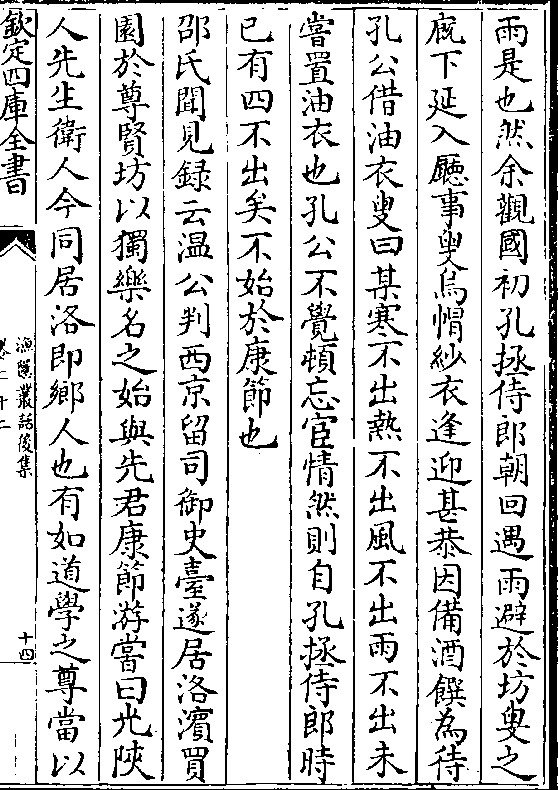 雨是也然余觀國初孔拯侍郎朝回遇雨避於坊叟之
廐下延入廳事叟烏㡌紗衣逢迎甚恭因備酒饌為待
孔公借油衣叟曰某寒不出熱不出風不出雨不出未
嘗置油衣也孔公不覺頓忘宦情然則自孔拯侍郎時
已有四不出矣不始於康節也
邵氏聞見録云温公判西京留司御史臺遂居洛濵買
園於尊賢坊以獨樂名之始與先君康節游嘗曰光陜
人先生衛人今同居洛即鄉人也有如道學之尊當以
欽定四庫全書
漁隱叢話後集
卷二十二
十四